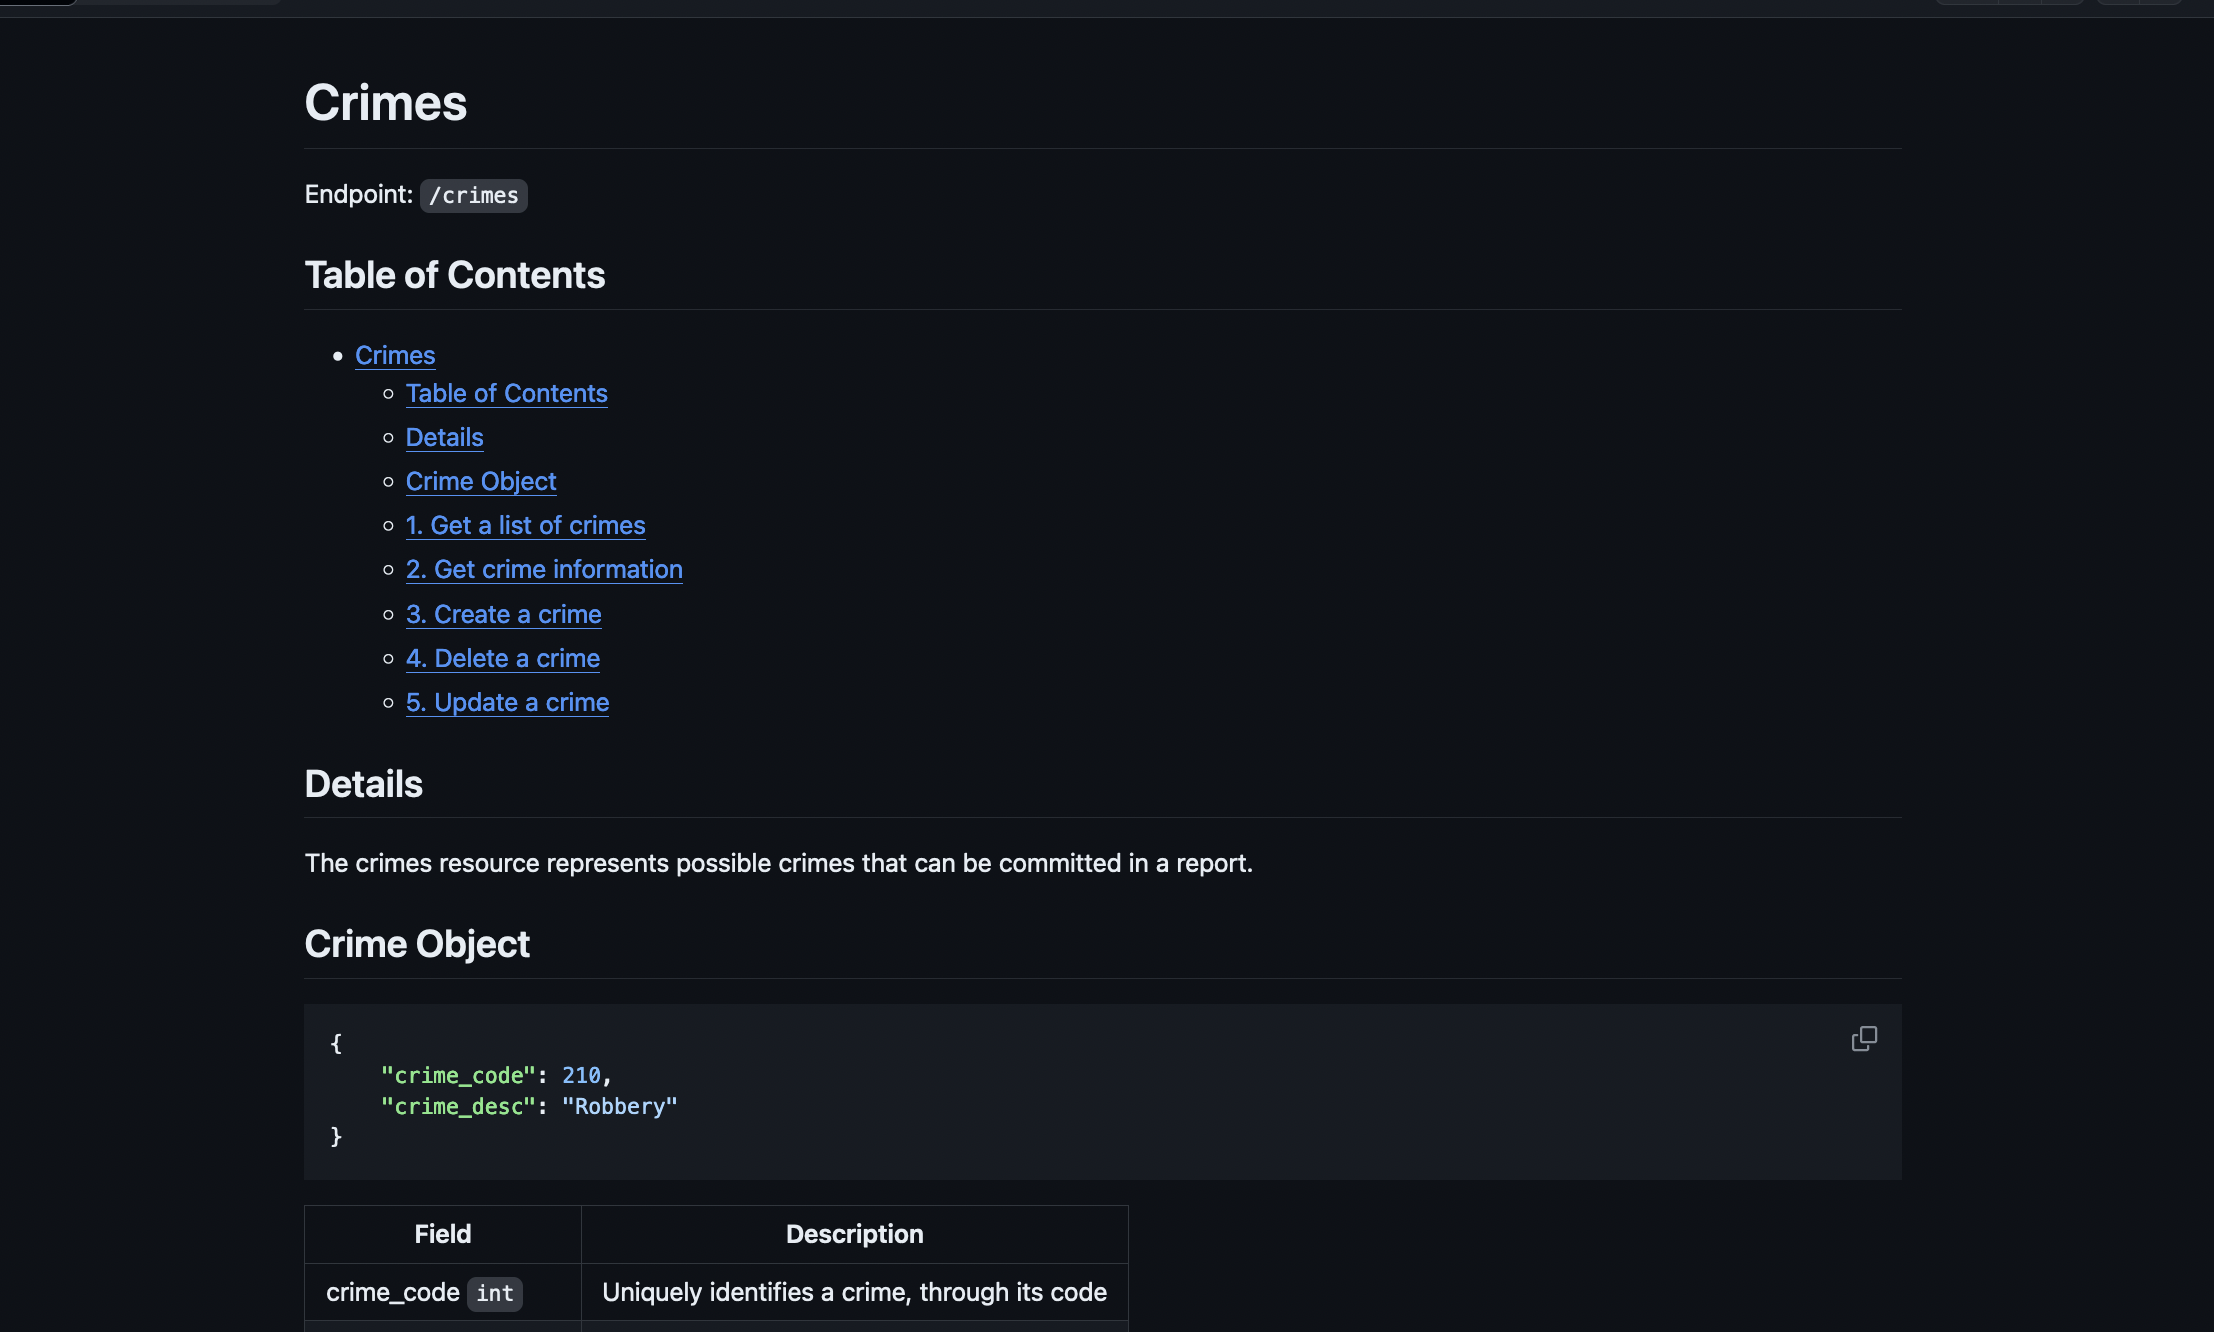 Crimes
Endpoint: /crimes
Table of Contents
Crimes
Table of Contents
Details
Crime Object
1. Get a list of crimes
2. Get crime information
3. Create a crime
4. Delete a crime
5. Update a crime
Details
The crimes resource represents possible crimes that can be committed in a report.
Crime Object
{
    "crime_code": 210,
    "crime_desc": "Robbery"
}
Field Description
crime_code int Uniquely identifies a crime, through its code